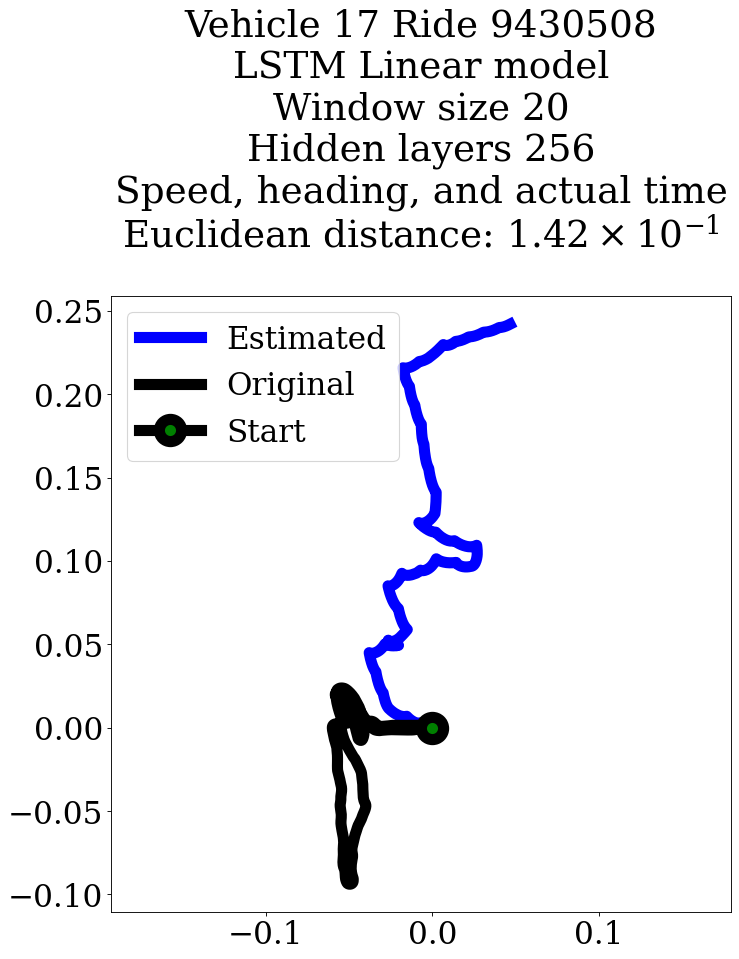 Vehicle 17 Ride 9430508
LSTM Linear model
Window size 20
Hidden layers 256
Speed, heading, and actual time
Euclidean distance: 1.42 × 10⁻¹
Estimated
Original
Start
0.25
0.20
0.15
0.10
0.05
0.00
−0.05
−0.10
−0.1 0.0 0.1